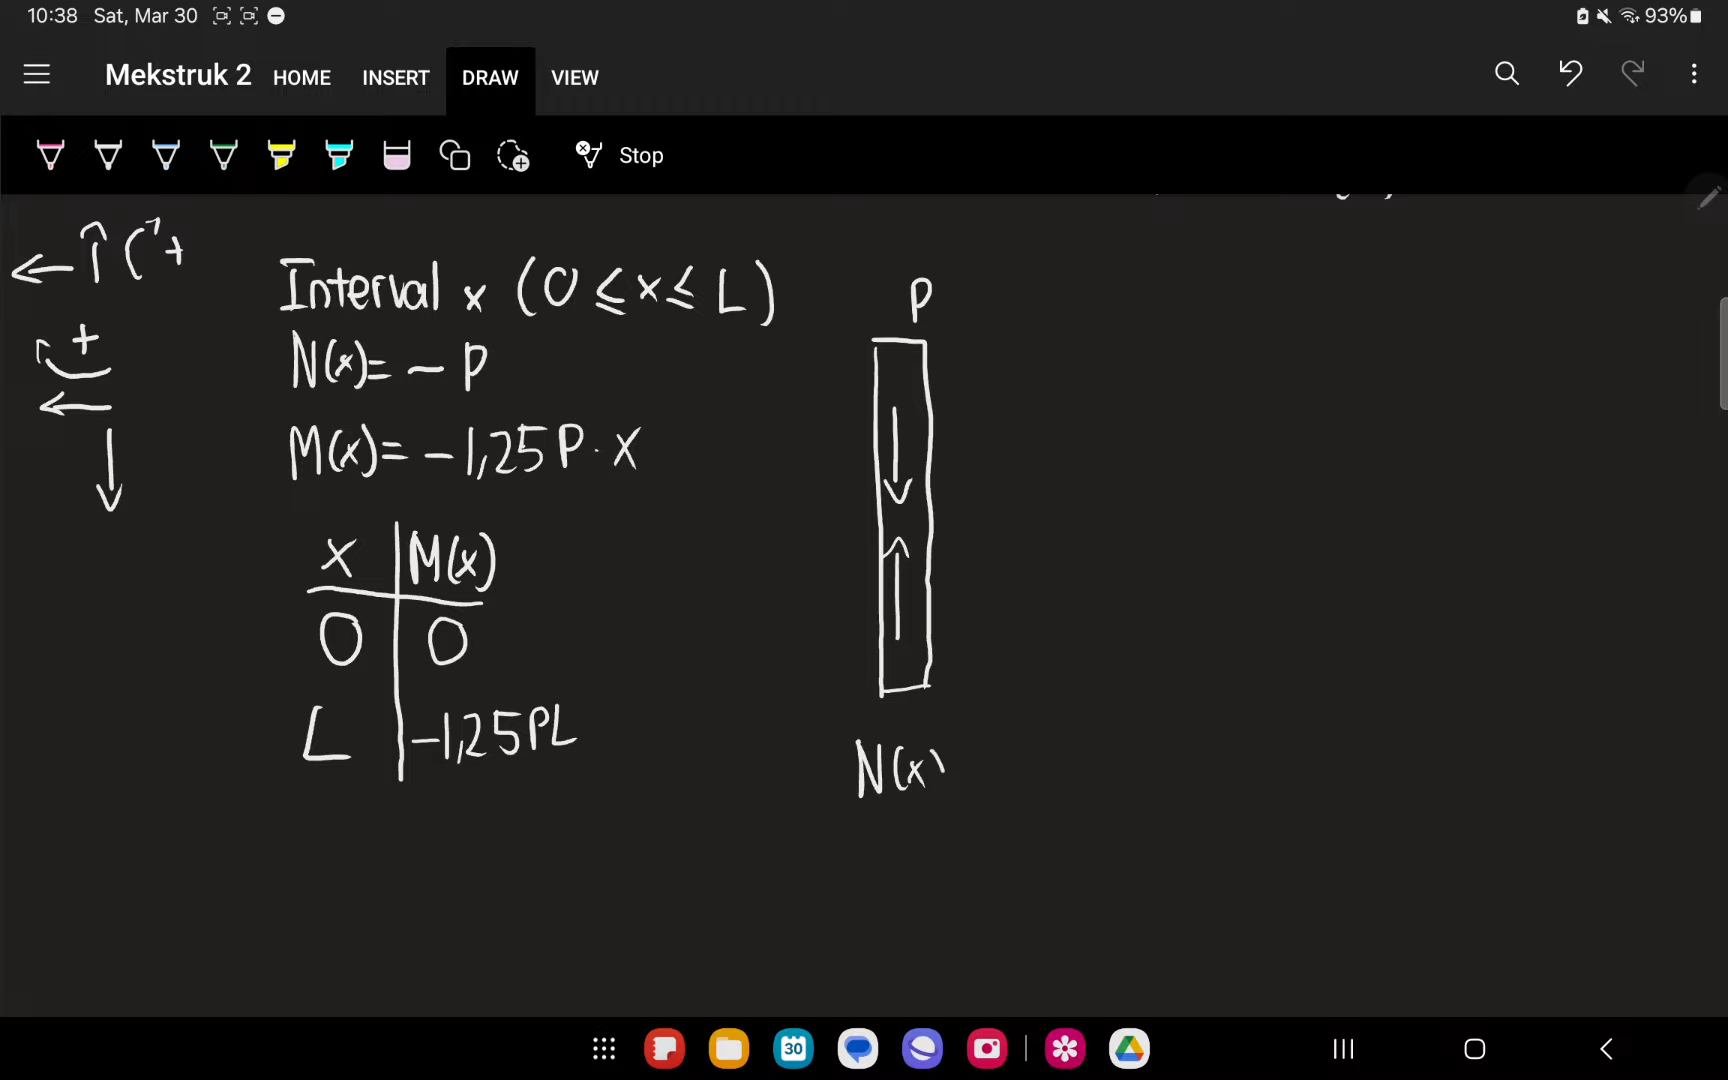 10:38 Sat, Mar 30 93%
Mekstruk 2 HOME INSERT DRAW VIEW
Stop
+
Interval x (0 ≤ x ≤ L)
P
N(x)= - P
+
M(x)= -1,25 P · X
X M(x)
0 0
L -1,25PL
N(x)
30